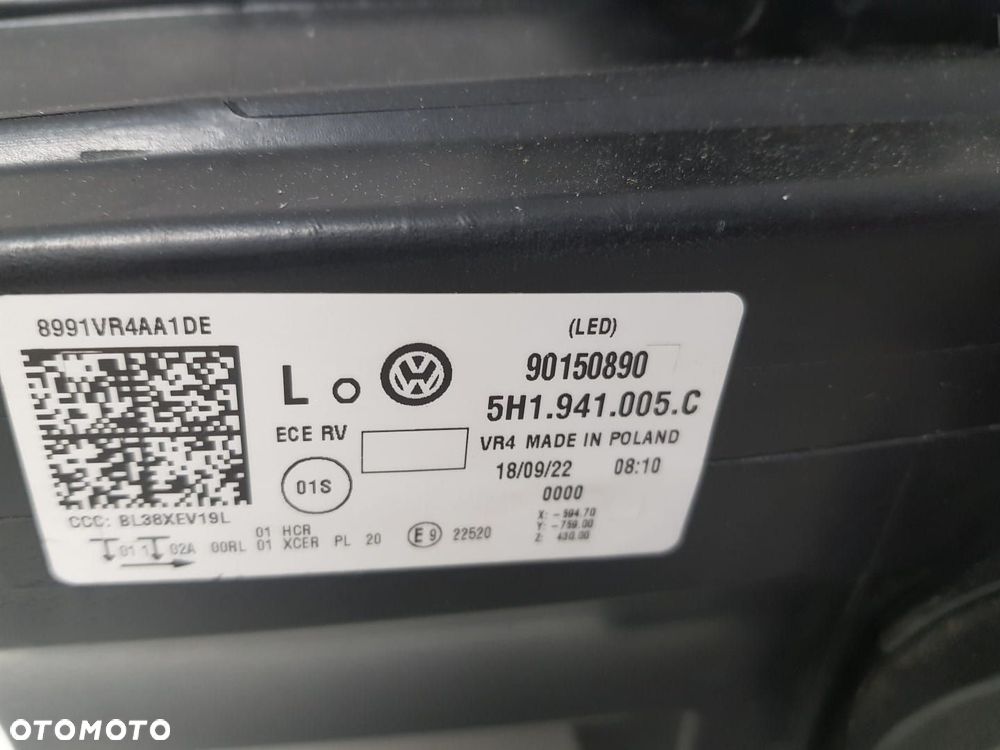 8991VR4AA1DE
(LED)
90150890
L
5H1.941.005.C
ECE RV
VR4 MADE IN POLAND
01S
18/09/22 08:10
0000
CCC: BL38XEV19L
X: -594.70
Y: -759.00
Z: 430.00
01 HCR
01 1 02A 00RL 01 XCER PL 20 E9 22520
OTOMOTO